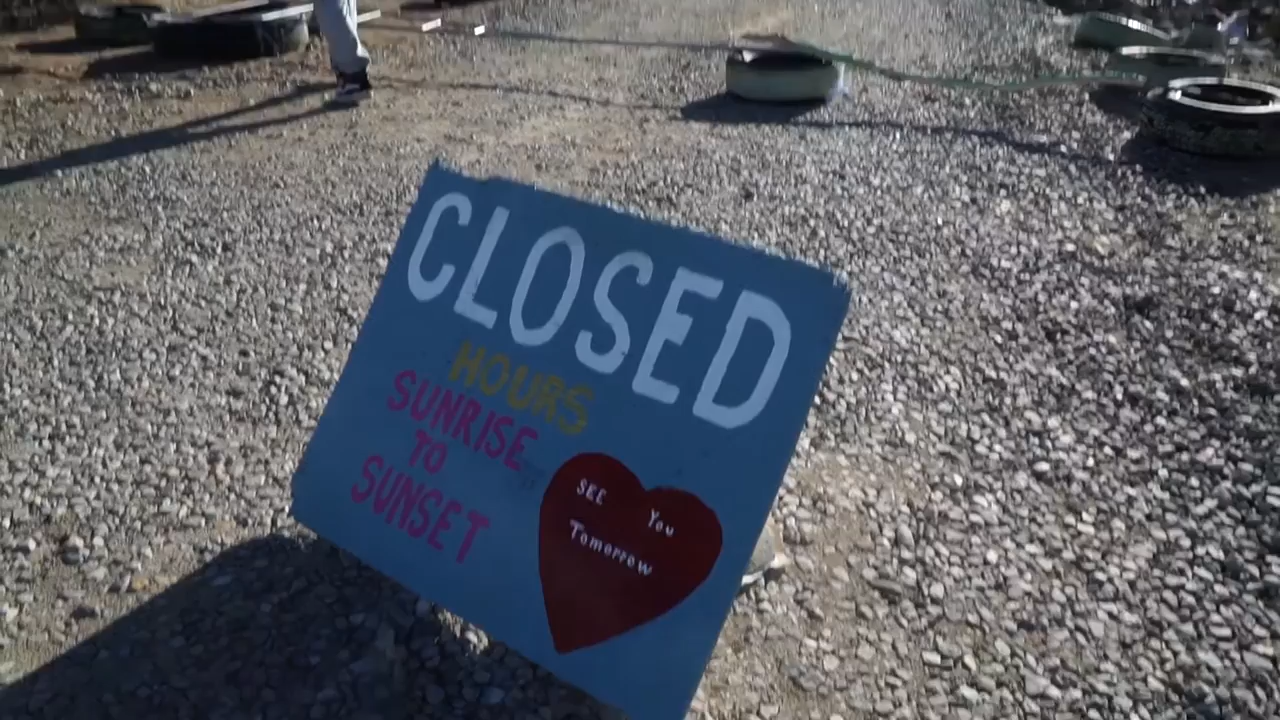 CLOSED
HOURS
SUNRISE
TO
SUNSET
SEE You
Tomorrow